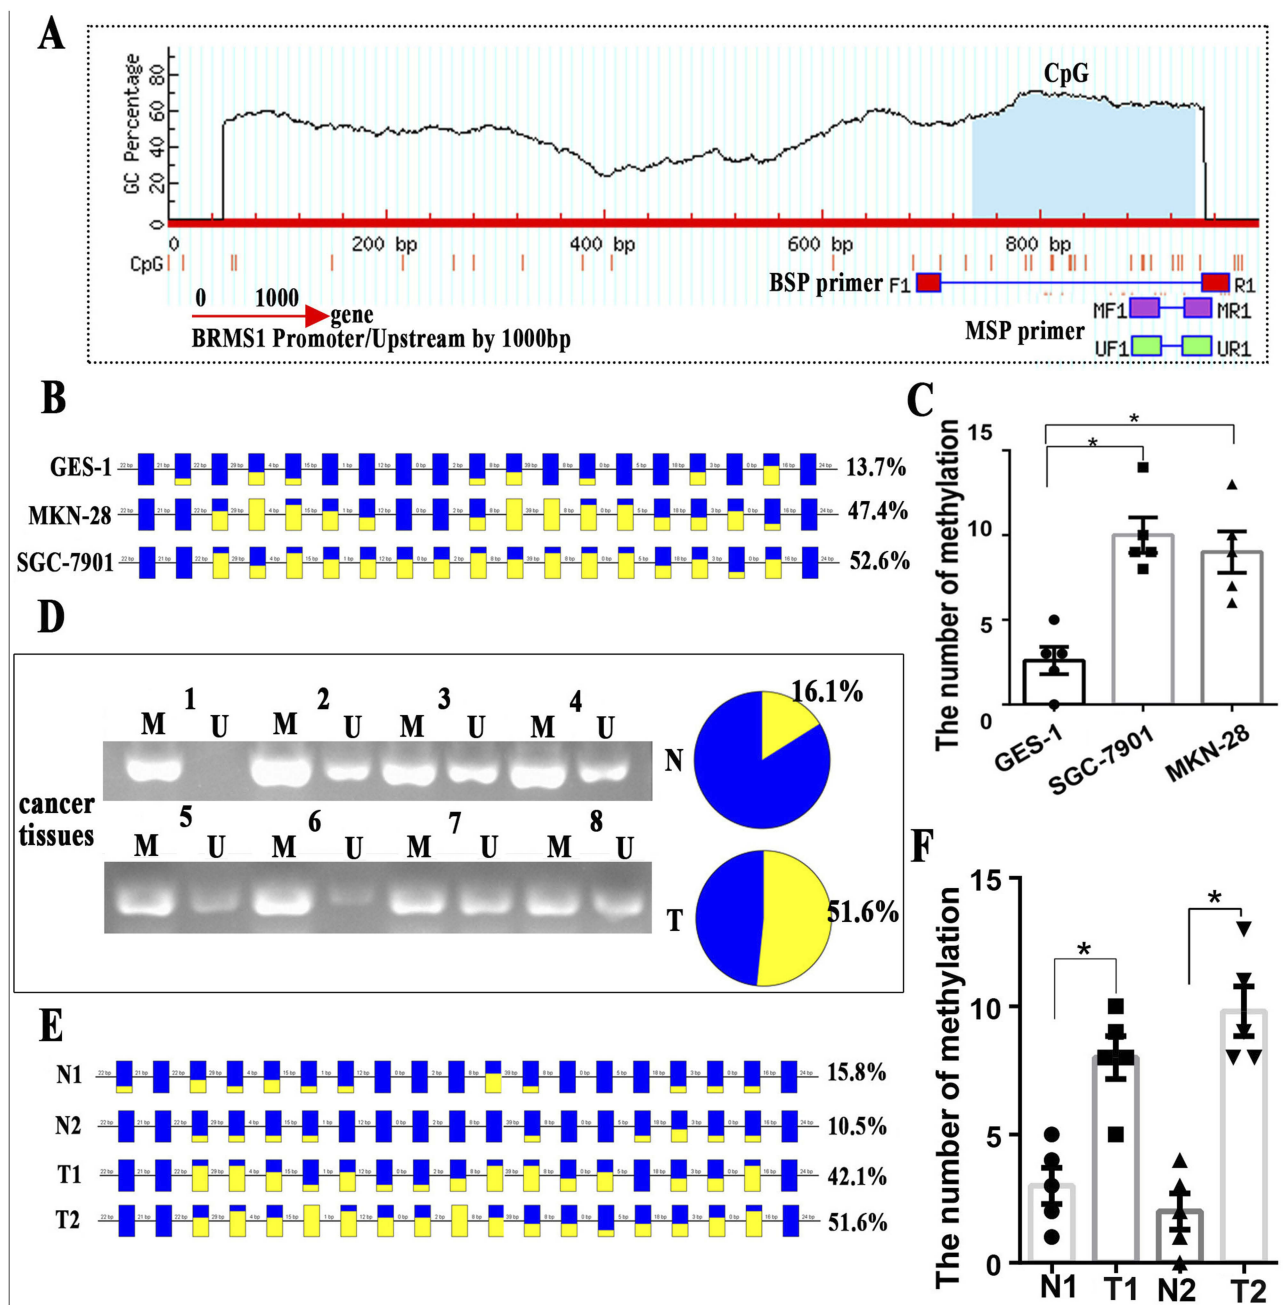 A
GC Percentage
80
60
40
20
0
CpG
0 200 bp 400 bp 600 bp 800 bp
CpG
BSP primer F1 R1
0 1000
gene
BRMS1 Promoter/Upstream by 1000bp
MSP primer
MF1 MR1
UF1 UR1
B
GES-1 13.7%
MKN-28 47.4%
SGC-7901 52.6%
C
The number of methylation
15
10
5
0
* *
GES-1 SGC-7901 MKN-28
D
cancer
tissues
1 2 3 4
M U M U M U M U
5 6 7 8
M U M U M U M U
N 16.1%
T 51.6%
E
N1 15.8%
N2 10.5%
T1 42.1%
T2 51.6%
F
The number of methylation
15
10
5
0
* *
N1 T1 N2 T2